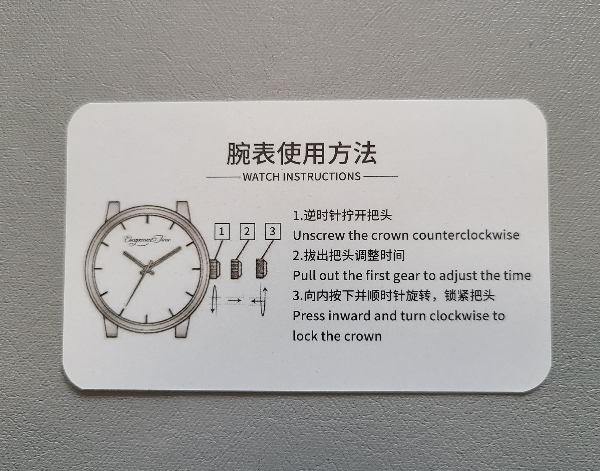 腕表使用方法
WATCH INSTRUCTIONS
Escapement Time
1 2 3
1.逆时针拧开把头
Unscrew the crown counterclockwise
2.拔出把头调整时间
Pull out the first gear to adjust the time
3.向内按下并顺时针旋转，锁紧把头
Press inward and turn clockwise to
lock the crown